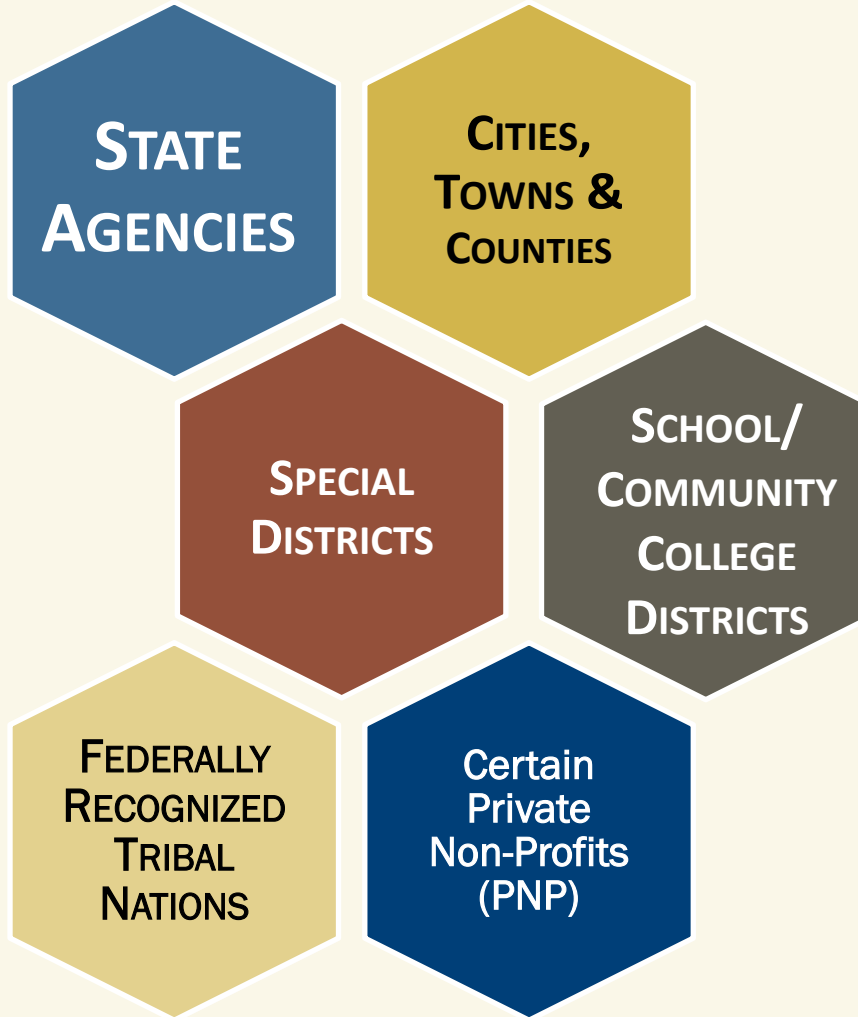 STATE
AGENCIES
CITIES,
TOWNS &
COUNTIES
SPECIAL
DISTRICTS
SCHOOL/
COMMUNITY
COLLEGE
DISTRICTS
FEDERALLY
RECOGNIZED
TRIBAL
NATIONS
Certain
Private
Non-Profits
(PNP)